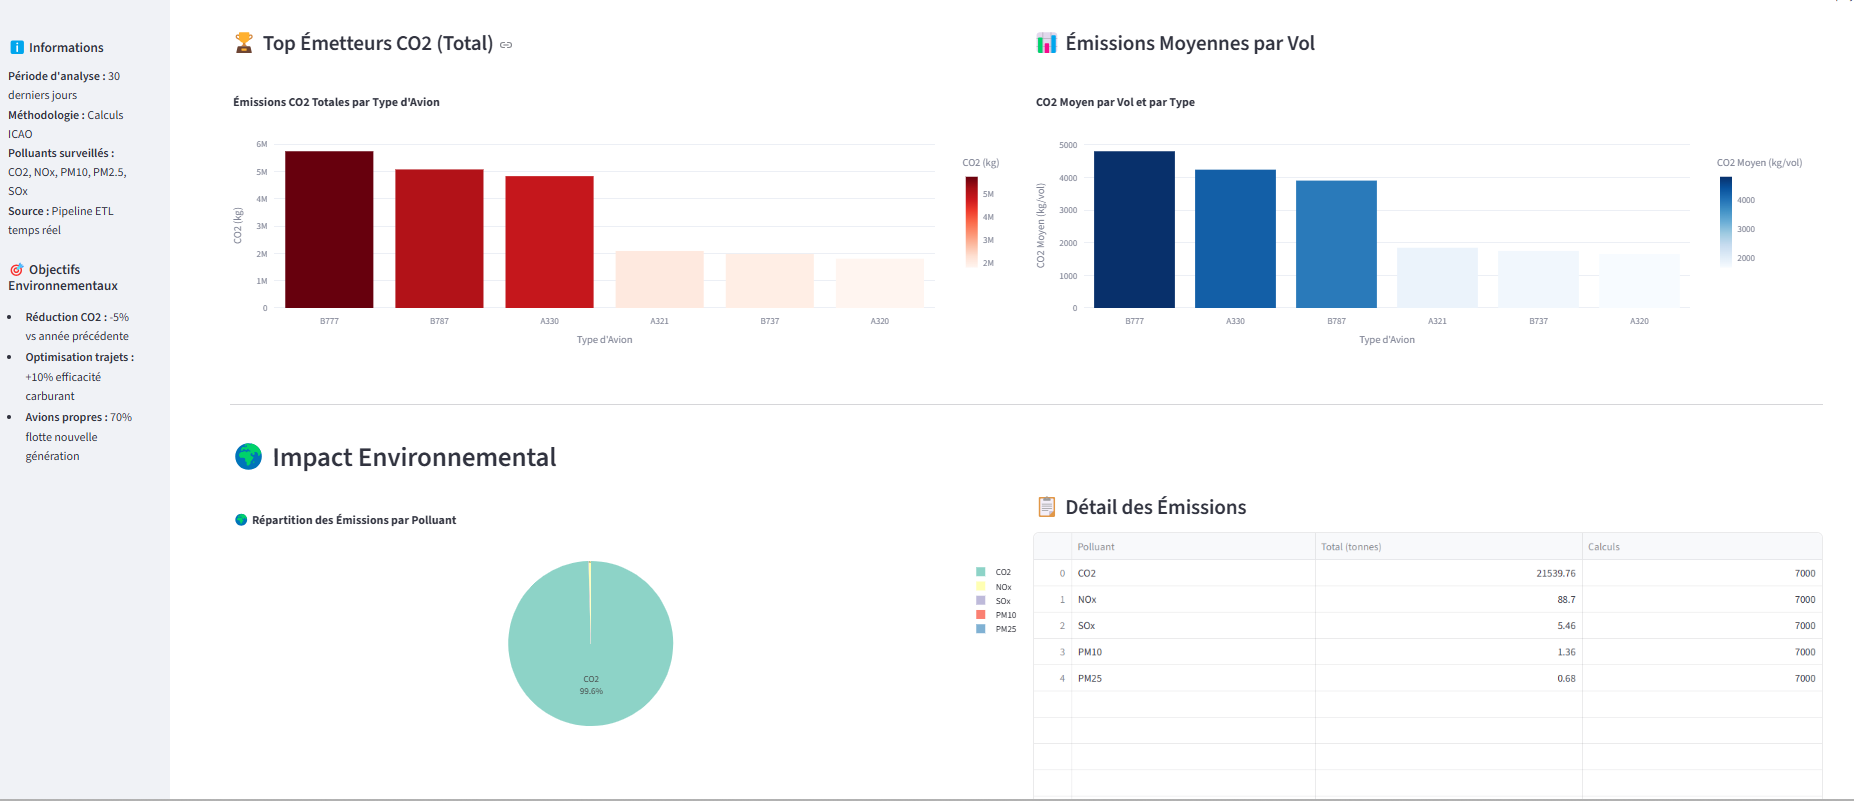 Informations
Période d'analyse : 30
derniers jours
Méthodologie : Calculs
ICAO
Polluants surveillés :
CO2, NOx, PM10, PM2.5,
SOx
Source : Pipeline ETL
temps réel
Objectifs
Environnementaux
Réduction CO2 : -5%
vs année précédente
Optimisation trajets :
+10% efficacité
carburant
Avions propres : 70%
flotte nouvelle
génération
Top Émetteurs CO2 (Total)
Émissions CO2 Totales par Type d'Avion
CO2 (kg)
6M
5M
4M
3M
2M
1M
0
B777 B787 A330 A321 B737 A320
Type d'Avion
CO2 (kg)
5M
4M
3M
2M
Émissions Moyennes par Vol
CO2 Moyen par Vol et par Type
CO2 Moyen (kg/vol)
5000
4000
3000
2000
1000
0
B777 A330 B787 A321 B737 A320
Type d'Avion
CO2 Moyen (kg/vol)
4000
3000
2000
Impact Environnemental
Répartition des Émissions par Polluant
CO2
99.6%
CO2
NOx
SOx
PM10
PM25
Détail des Émissions
Polluant Total (tonnes) Calculs
0 CO2 21539.76 7000
1 NOx 88.7 7000
2 SOx 5.46 7000
3 PM10 1.36 7000
4 PM25 0.68 7000